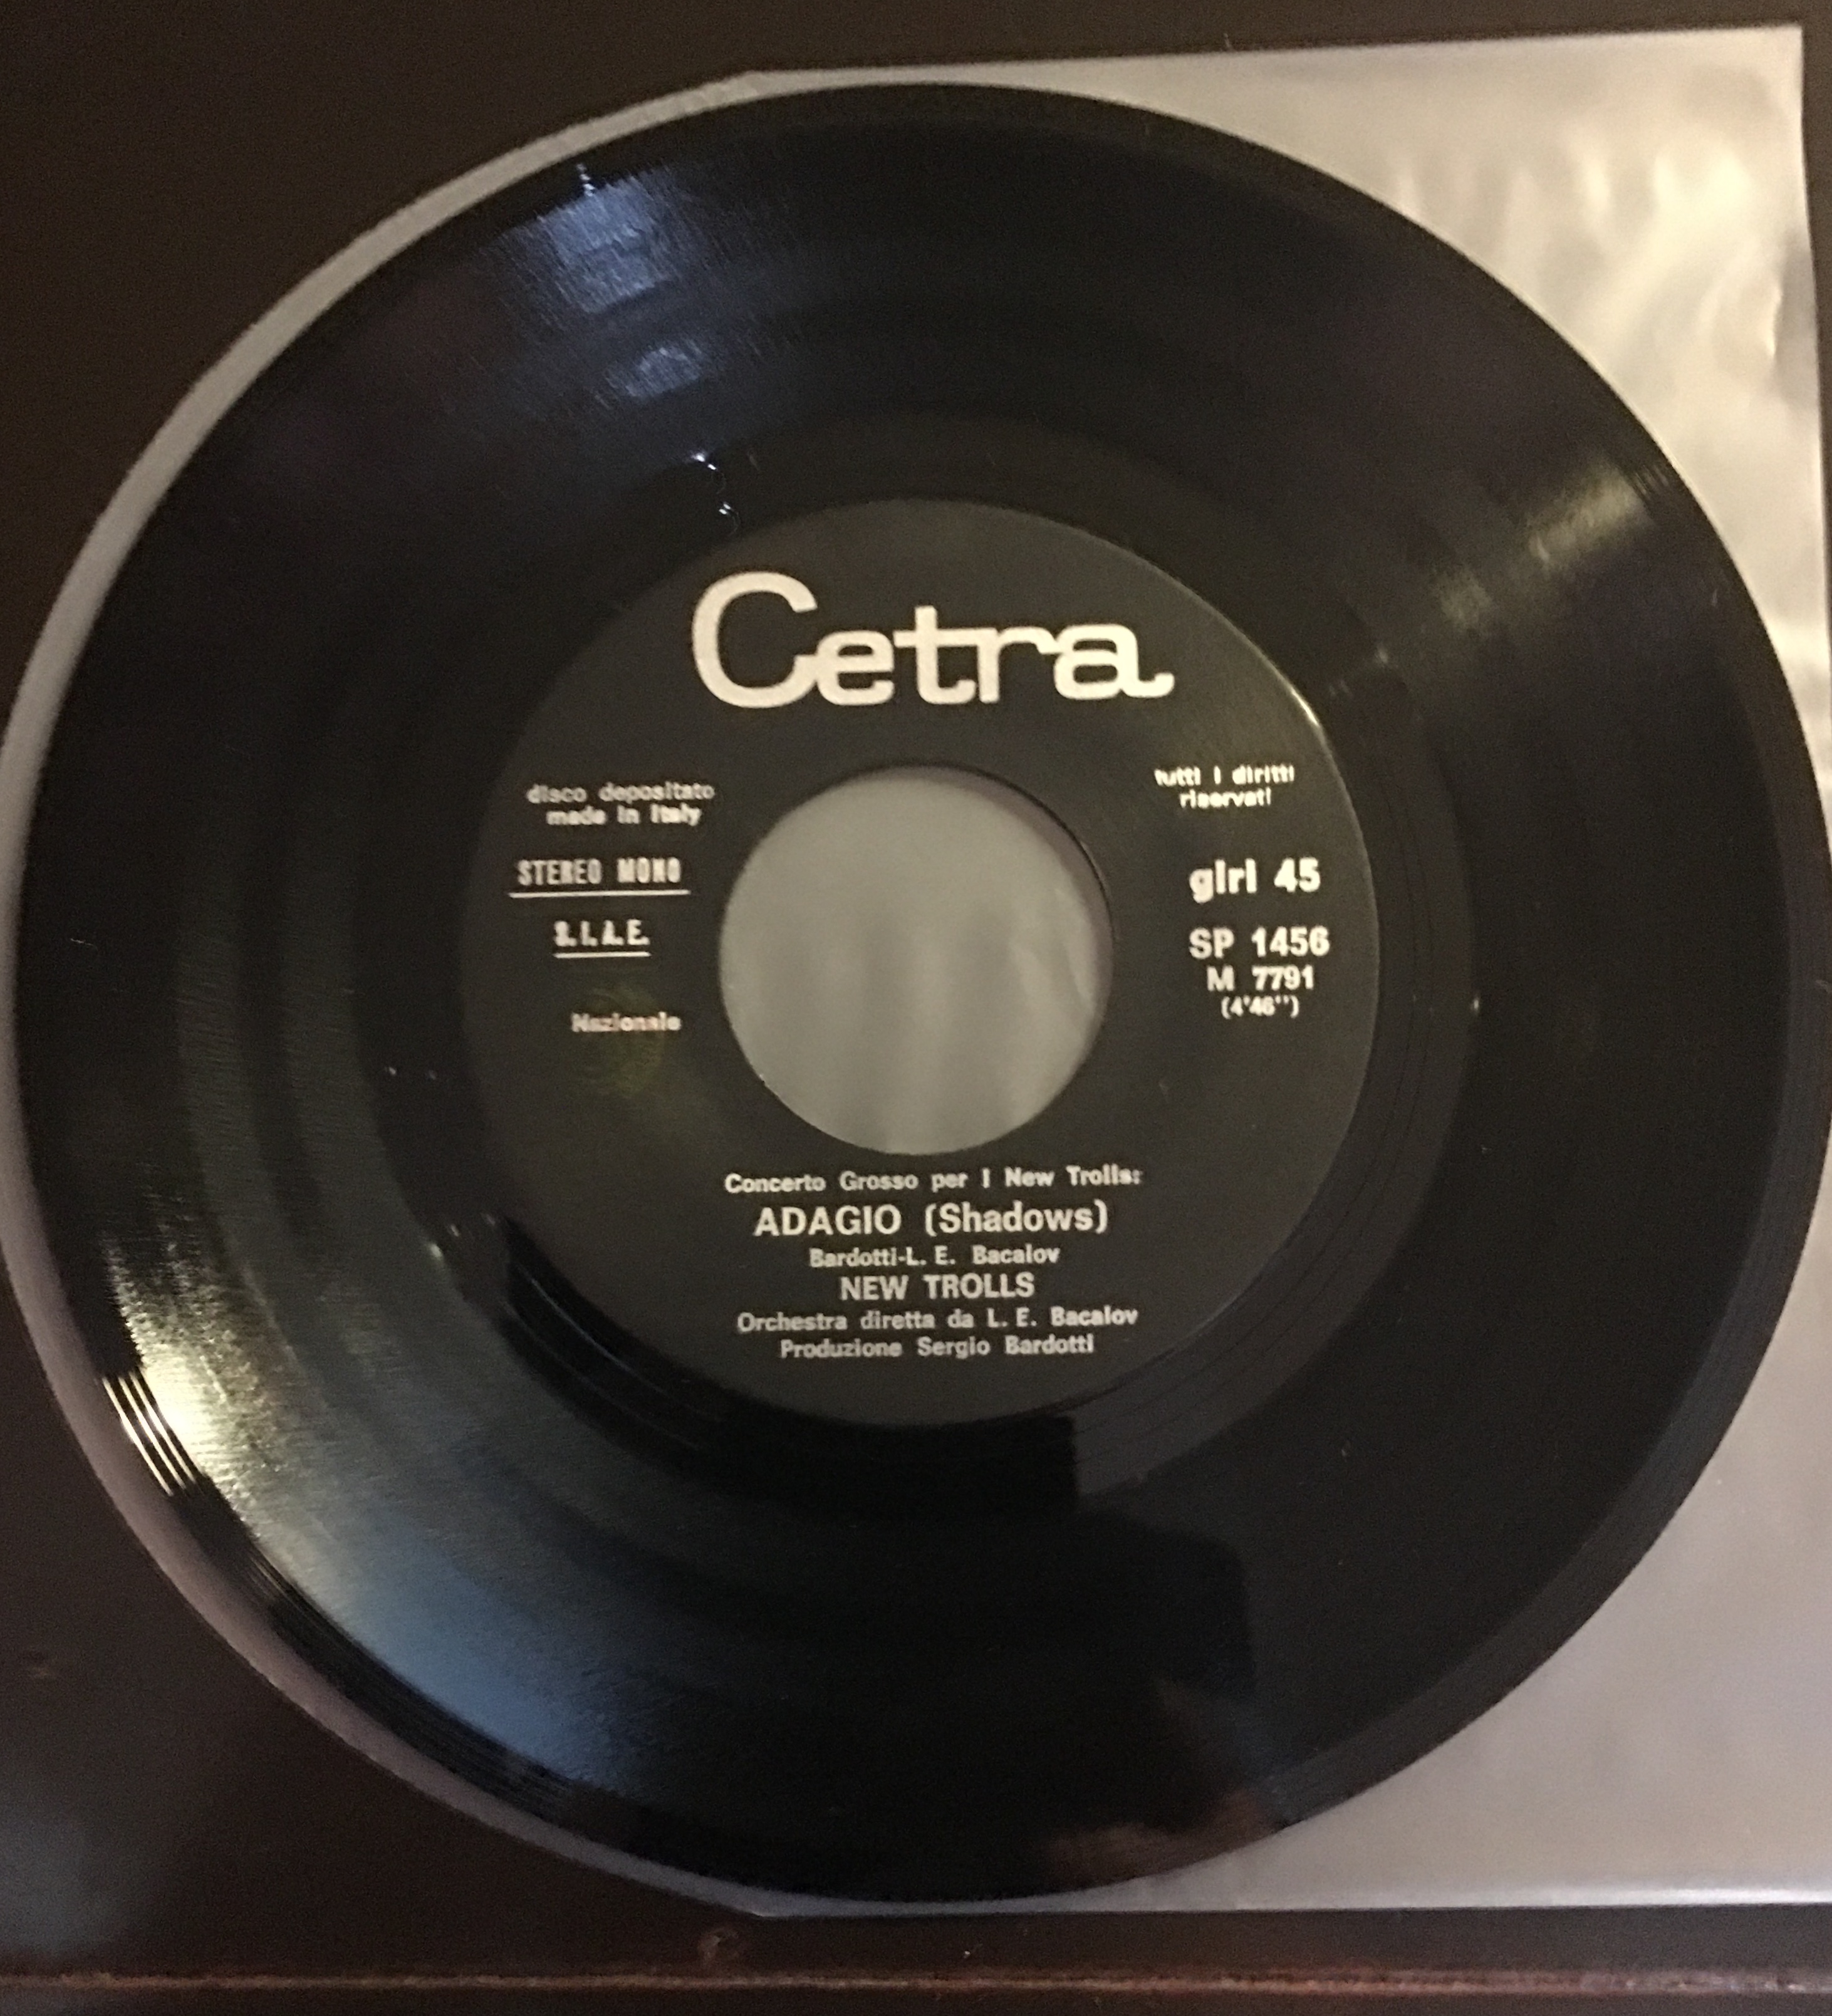 Cetra
disco depositato
made in Italy
STEREO MONO
S.I.A.E.
Nazionale
tutti i diritti
riservati
giri 45
SP 1456
M 7791
(4'46'')
Concerto Grosso per I New Trolls:
ADAGIO (Shadows)
Bardotti-L. E. Bacalov
NEW TROLLS
Orchestra diretta da L. E. Bacalov
Produzione Sergio Bardotti